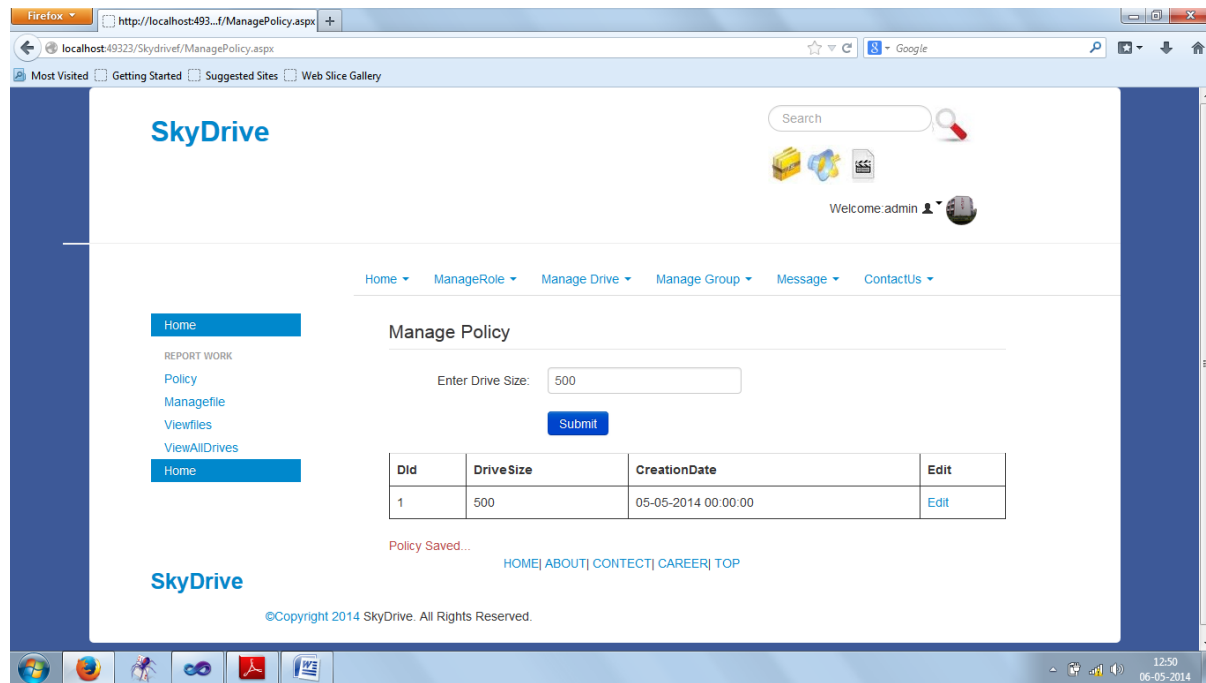 Firefox
http://localhost:493...f/ManagePolicy.aspx
localhost:49323/Skydrivef/ManagePolicy.aspx
Google
Most Visited Getting Started Suggested Sites Web Slice Gallery
SkyDrive
Search
Welcome:admin
Home ManageRole Manage Drive Manage Group Message ContactUs
Home
REPORT WORK
Policy
Managefile
Viewfiles
ViewAllDrives
Home
Manage Policy
Enter Drive Size: 500
Submit
DId DriveSize CreationDate Edit
1 500 05-05-2014 00:00:00 Edit
Policy Saved...
HOME| ABOUT| CONTECT| CAREER| TOP
SkyDrive
©Copyright 2014 SkyDrive. All Rights Reserved.
12:50
06-05-2014